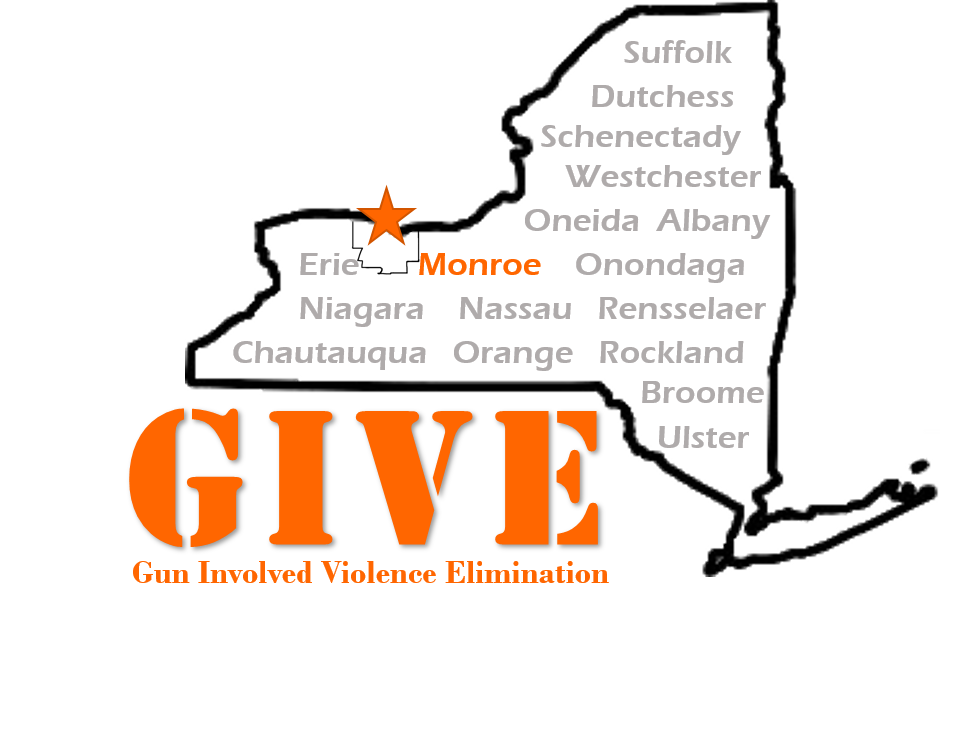 Suffolk
Dutchess
Schenectady
Westchester
Oneida Albany
Erie Monroe Onondaga
Niagara Nassau Rensselaer
Chautauqua Orange Rockland
Broome
Ulster
GIVE
Gun Involved Violence Elimination